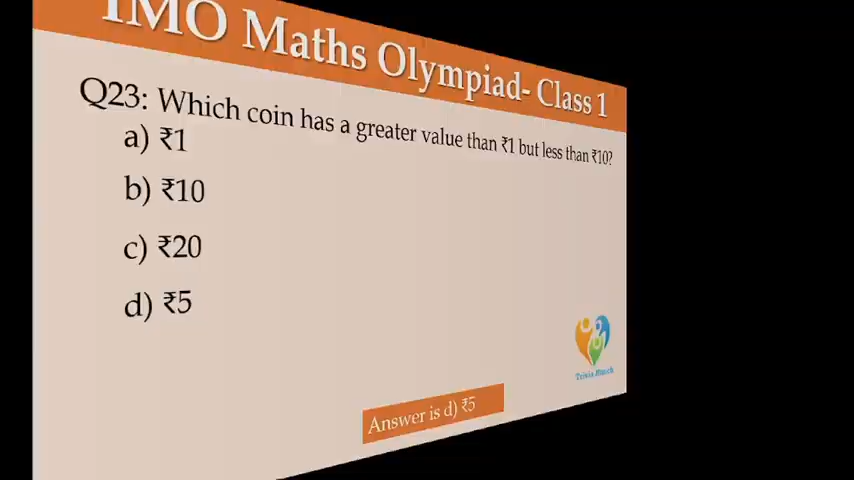 IMO Maths Olympiad- Class 1
Q23: Which coin has a greater value than ₹1 but less than ₹10?
a) ₹1
b) ₹10
c) ₹20
d) ₹5
Answer is d) ₹5